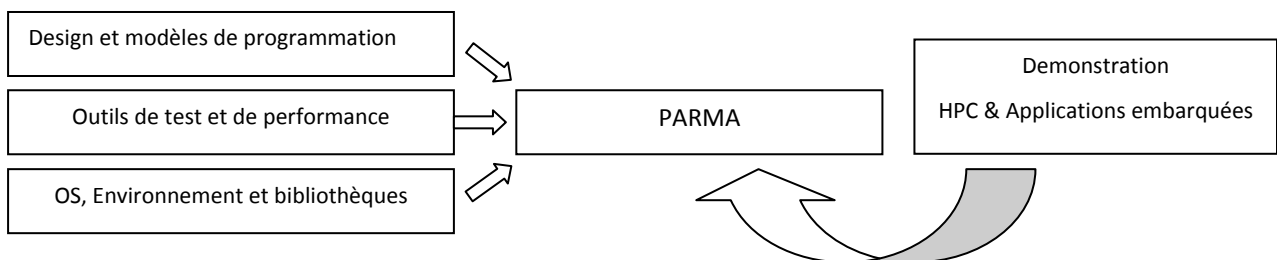 Design et modèles de programmation
Outils de test et de performance
OS, Environnement et bibliothèques
PARMA
Demonstration
HPC & Applications embarquées